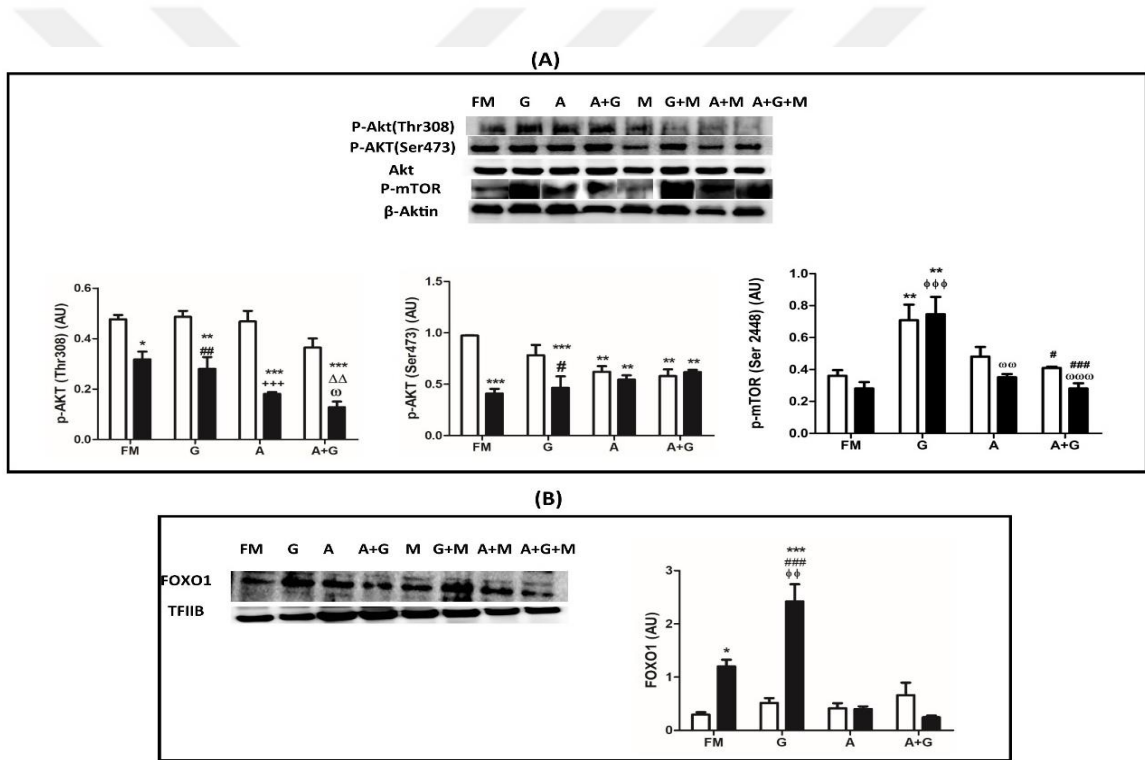 (A)
FM G A A+G M G+M A+M A+G+M
P-Akt(Thr308)
P-AKT(Ser473)
Akt
P-mTOR
β-Aktin
p-AKT (Thr308) (AU)
0.6
0.4
0.2
0.0
*
**
##
***
+++
***
ΔΔ
ω
FM G A A+G
p-AKT (Ser473) (AU)
1.5
1.0
0.5
0.0
***
***
#
** **
** **
FM G A A+G
p-mTOR (Ser 2448) (AU)
1.0
0.8
0.6
0.4
0.2
0.0
**
**
ϕϕϕ
ωω
#
###
ωωω
FM G A A+G
(B)
FM G A A+G M G+M A+M A+G+M
FOXO1
TFIIB
FOXO1 (AU)
3
2
1
0
*
***
###
ϕϕ
FM G A A+G